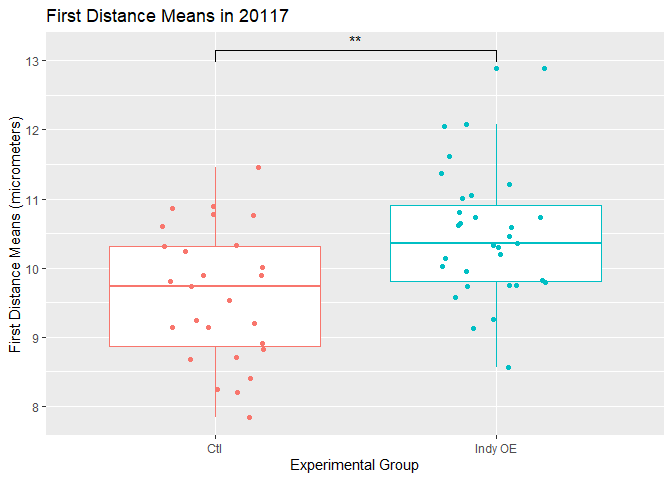 First Distance Means in 20117
**
13
12
11
10
9
8
First Distance Means (micrometers)
Ctl
Indy OE
Experimental Group